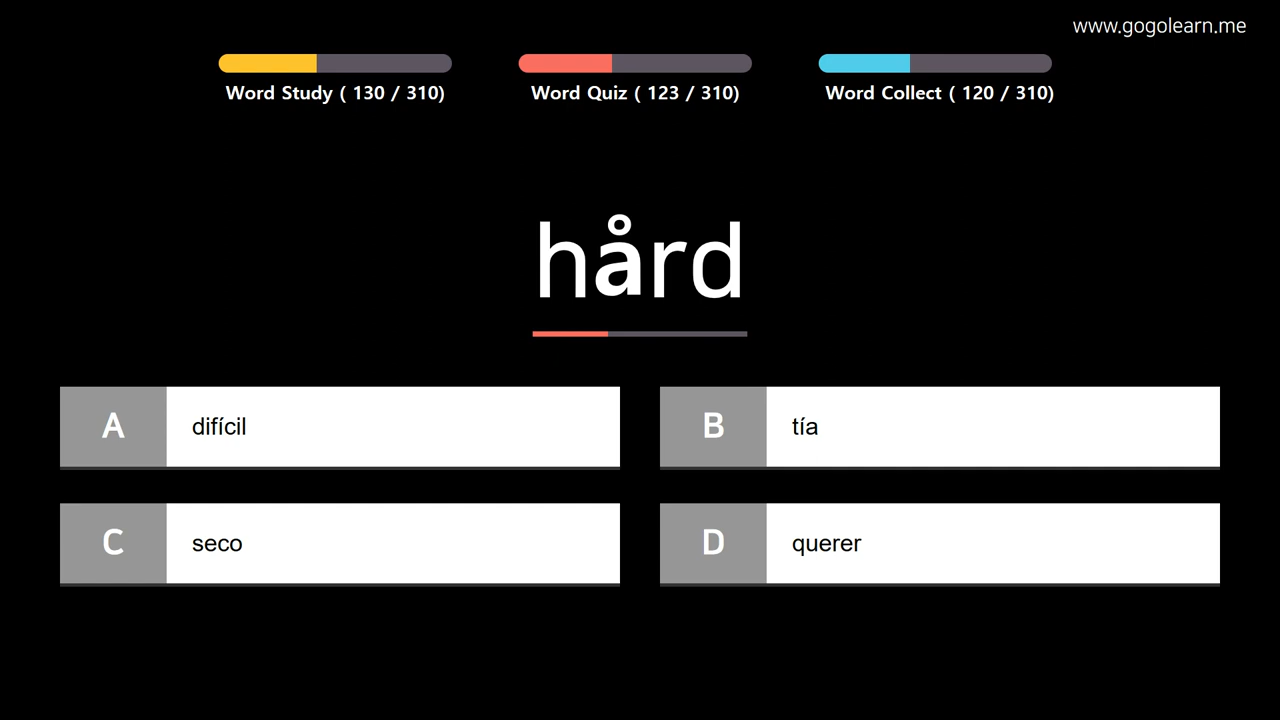 www.gogolearn.me
Word Study ( 130 / 310)
Word Quiz ( 123 / 310)
Word Collect ( 120 / 310)
hård
A difícil
B tía
C seco
D querer